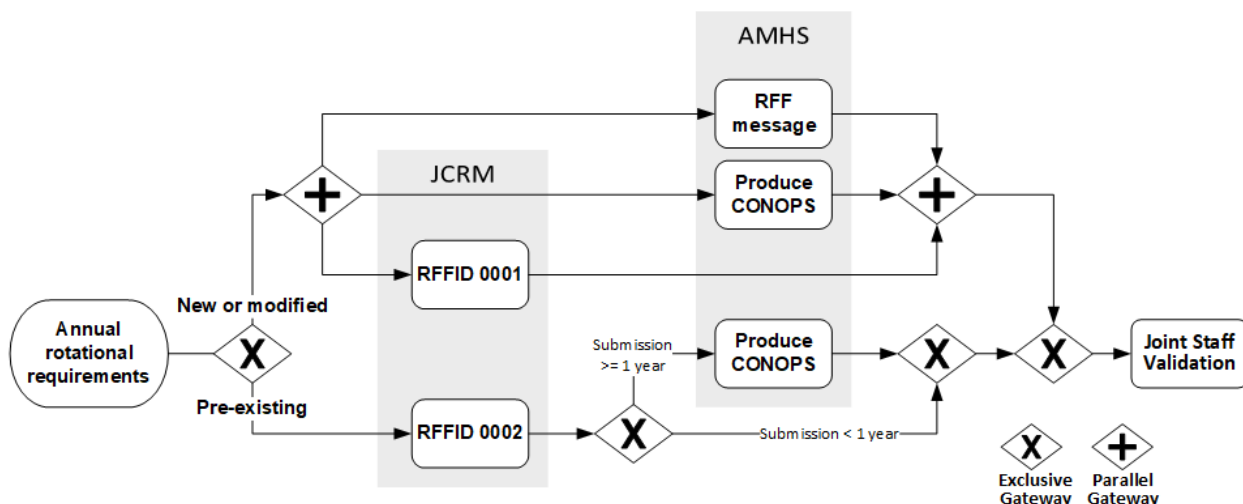 AMHS
RFF
message
JCRM
Produce
CONOPS
RFFID 0001
New or modified
Annual
rotational
requirements
Submission
>= 1 year
Produce
CONOPS
Joint Staff
Validation
Pre-existing
RFFID 0002
Submission < 1 year
Exclusive
Gateway
Parallel
Gateway